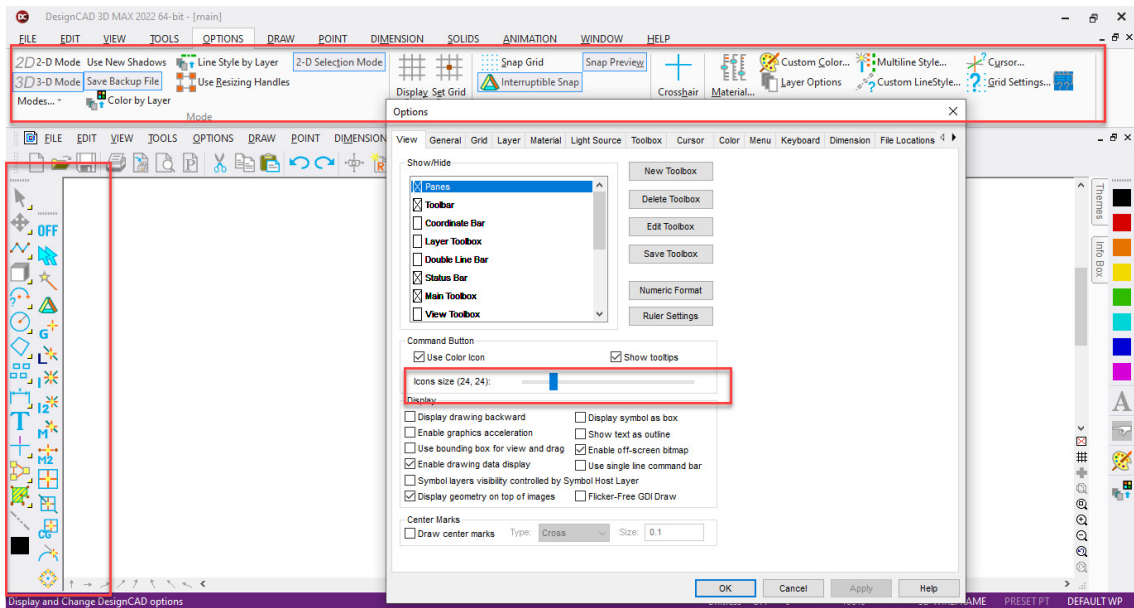 DesignCAD 3D MAX 2022 64-bit - [main]
FILE EDIT VIEW TOOLS OPTIONS DRAW POINT DIMENSION SOLIDS ANIMATION WINDOW HELP
2D 2-D Mode Use New Shadows Line Style by Layer 2-D Selection Mode Snap Grid Snap Preview Custom Color... Multiline Style... Cursor...
3D 3-D Mode Save Backup File Use Resizing Handles Interruptible Snap Layer Options Custom LineStyle... Grid Settings...
Modes... Color by Layer Display Set Grid Crosshair Material...
Mode
Options
FILE EDIT VIEW TOOLS OPTIONS DRAW POINT DIMENSION
View General Grid Layer Material Light Source Toolbox Cursor Color Menu Keyboard Dimension File Locations
Show/Hide
Panes
Toolbar
Coordinate Bar
Layer Toolbox
Double Line Bar
Status Bar
Main Toolbox
View Toolbox
New Toolbox
Delete Toolbox
Edit Toolbox
Save Toolbox
Numeric Format
Ruler Settings
Command Button
Use Color Icon Show tooltips
Icons size (24, 24):
Display
Display drawing backward Display symbol as box
Enable graphics acceleration Show text as outline
Use bounding box for view and drag Enable off-screen bitmap
Enable drawing data display Use single line command bar
Symbol layers visibility controlled by Symbol Host Layer
Display geometry on top of images Flicker-Free GDI Draw
Center Marks
Draw center marks Type: Cross Size: 0.1
OK Cancel Apply Help
Themes
Info Box
OFF
G
L
I
I2
T
M
M2
CG
A
Display and Change DesignCAD options
PRESET PT DEFAULT WP